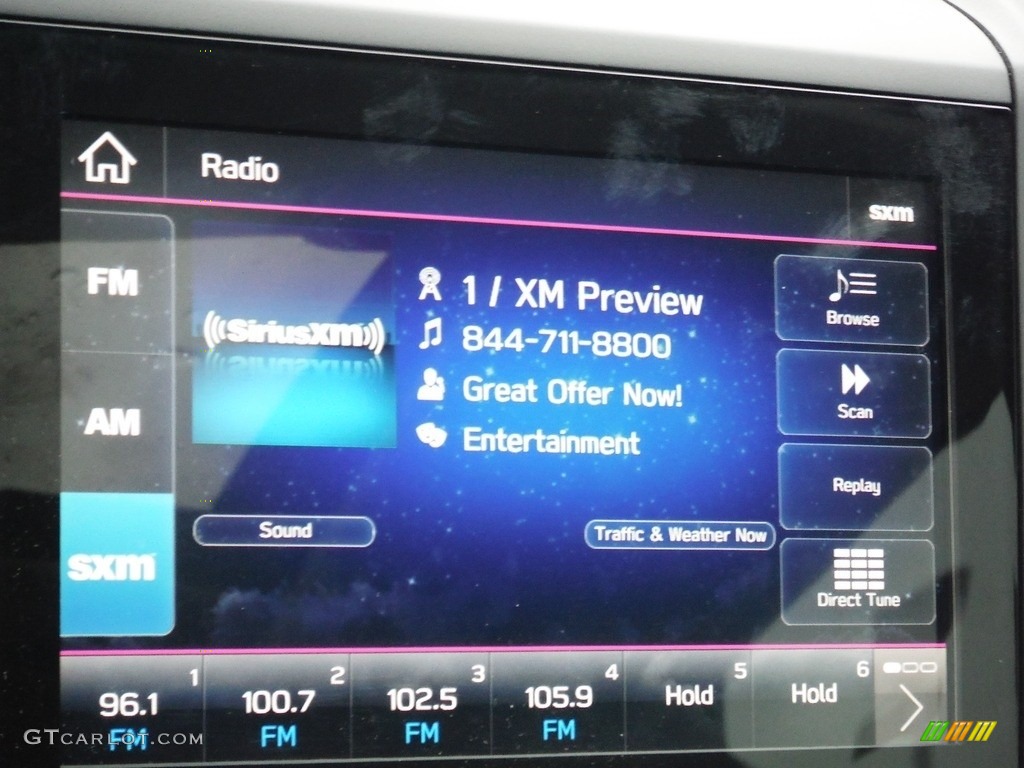 Radio
sxm
FM
((SiriusXM))
1 / XM Preview
844-711-8800
Great Offer Now!
Entertainment
Browse
Scan
AM
Replay
Sound
Traffic & Weather Now
sxm
Direct Tune
1
2
3
4
5
6
96.1
100.7
102.5
105.9
Hold
Hold
FM
FM
FM
FM
GTCARLOT.COM